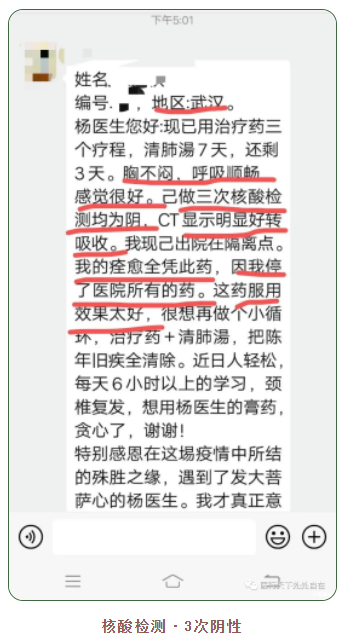 下午5:01
姓名.
编号. ,地区:武汉。
杨医生您好:现已用治疗药三
个疗程，清肺湯7天，还剩
3天。胸不闷，呼吸顺畅
感觉很好。己做三次核酸检
测均为阴，CT显示明显好转
吸收。我现己出院在隔离点。
我的痊愈全凭此药，因我停
了医院所有的药。这药服用
效果太好，很想再做个小循
环，治疗药+清肺湯，把陈
年旧疾全清除。近日人轻松，
每天6小时以上的学习，颈
椎复发，想用杨医生的膏药，
贪心了，谢谢!
特别感恩在这場疫情中所结
的殊胜之缘，遇到了发大菩
萨心的杨医生。我才真正意
核酸检测·3次阴性